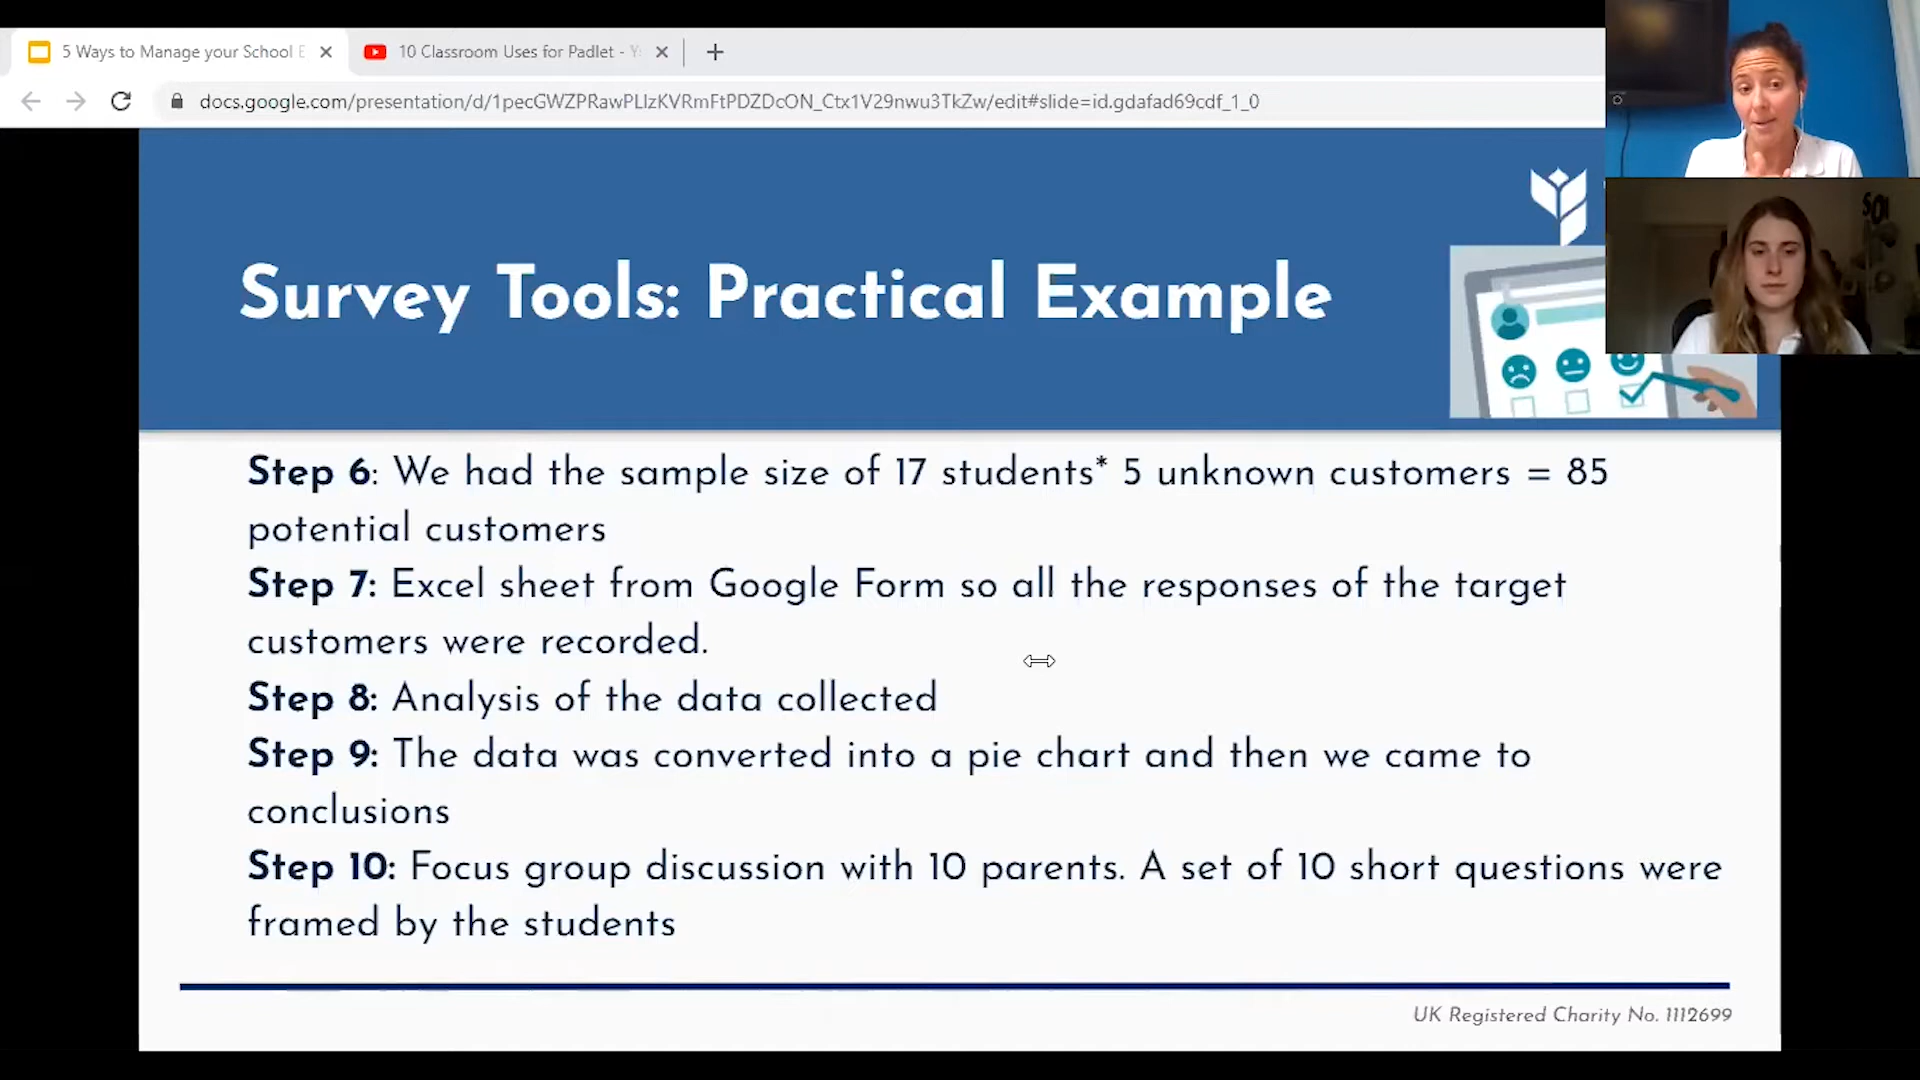 5 Ways to Manage your School E
10 Classroom Uses for Padlet - Y
docs.google.com/presentation/d/1pecGWZPRawPLIzKVRmFtPDZDcON_Ctx1V29nwu3TkZw/edit#slide=id.gdafad69cdf_1_0
Survey Tools: Practical Example
Step 6: We had the sample size of 17 students* 5 unknown customers = 85
potential customers
Step 7: Excel sheet from Google Form so all the responses of the target
customers were recorded.
Step 8: Analysis of the data collected
Step 9: The data was converted into a pie chart and then we came to
conclusions
Step 10: Focus group discussion with 10 parents. A set of 10 short questions were
framed by the students
UK Registered Charity No. 1112699